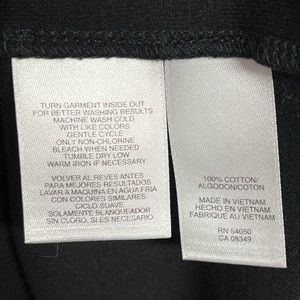 TURN GARMENT INSIDE OUT
FOR BETTER WASHING RESULTS
MACHINE WASH COLD
WITH LIKE COLORS
GENTLE CYCLE
ONLY NON-CHLORINE
BLEACH WHEN NEEDED
TUMBLE DRY LOW
WARM IRON IF NECESSARY
VOLVER AL REVES ANTES
PARA MEJORES RESULTADOS
LAVAR A MAQUINA EN AGUA FRIA
CON COLORES SIMILARES
CICLO SUAVE
SOLAMENTE BLANQUEADOR
SIN CLORO, SI ES NECESARIO
100% COTTON/
ALGODON/COTON
MADE IN VIETNAM
HECHO EN VIETNAM
FABRIQUE AU VIETNAM
RN 54050
CA 08349